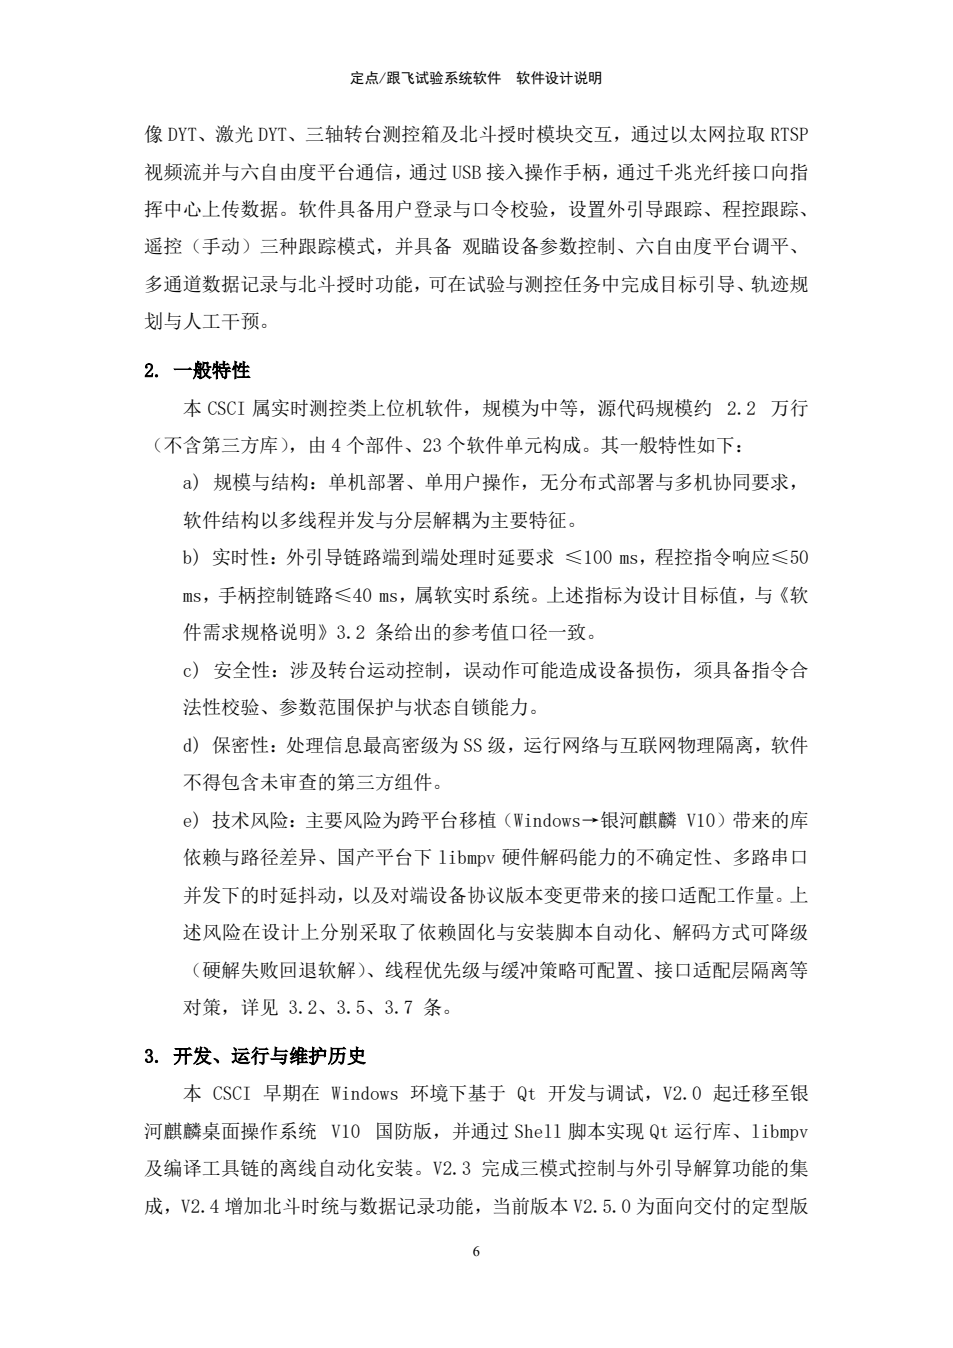 定点/跟飞试验系统软件　软件设计说明
像 DYT、激光 DYT、三轴转台测控箱及北斗授时模块交互，通过以太网拉取 RTSP
视频流并与六自由度平台通信，通过 USB 接入操作手柄，通过千兆光纤接口向指
挥中心上传数据。软件具备用户登录与口令校验，设置外引导跟踪、程控跟踪、
遥控（手动）三种跟踪模式，并具备 观瞄设备参数控制、六自由度平台调平、
多通道数据记录与北斗授时功能，可在试验与测控任务中完成目标引导、轨迹规
划与人工干预。
2. 一般特性
本 CSCI 属实时测控类上位机软件，规模为中等，源代码规模约 2.2 万行
（不含第三方库），由 4 个部件、23 个软件单元构成。其一般特性如下：
a) 规模与结构：单机部署、单用户操作，无分布式部署与多机协同要求，
软件结构以多线程并发与分层解耦为主要特征。
b) 实时性：外引导链路端到端处理时延要求 ≤100 ms，程控指令响应≤50
ms，手柄控制链路≤40 ms，属软实时系统。上述指标为设计目标值，与《软
件需求规格说明》3.2 条给出的参考值口径一致。
c) 安全性：涉及转台运动控制，误动作可能造成设备损伤，须具备指令合
法性校验、参数范围保护与状态自锁能力。
d) 保密性：处理信息最高密级为 SS 级，运行网络与互联网物理隔离，软件
不得包含未审查的第三方组件。
e) 技术风险：主要风险为跨平台移植（Windows→银河麒麟 V10）带来的库
依赖与路径差异、国产平台下 libmpv 硬件解码能力的不确定性、多路串口
并发下的时延抖动，以及对端设备协议版本变更带来的接口适配工作量。上
述风险在设计上分别采取了依赖固化与安装脚本自动化、解码方式可降级
（硬解失败回退软解）、线程优先级与缓冲策略可配置、接口适配层隔离等
对策，详见 3.2、3.5、3.7 条。
3. 开发、运行与维护历史
本 CSCI 早期在 Windows 环境下基于 Qt 开发与调试，V2.0 起迁移至银
河麒麟桌面操作系统 V10 国防版，并通过 Shell 脚本实现 Qt 运行库、libmpv
及编译工具链的离线自动化安装。V2.3 完成三模式控制与外引导解算功能的集
成，V2.4 增加北斗时统与数据记录功能，当前版本 V2.5.0 为面向交付的定型版
6